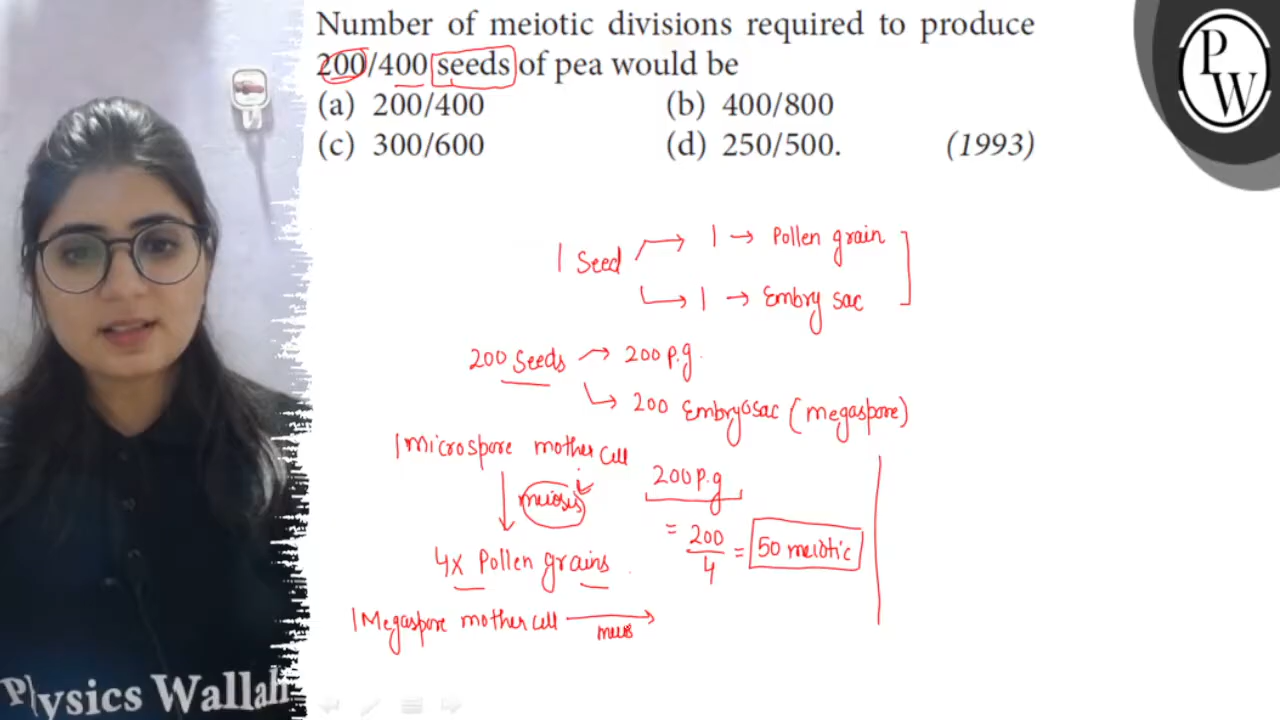 Number of meiotic divisions required to produce
200/400 seeds of pea would be
(a) 200/400 (b) 400/800
(c) 300/600 (d) 250/500. (1993)
PW
1 Seed → 1 → Pollen grain
→ 1 → Embry sac
200 Seeds → 200 p.g.
→ 200 Embryosac (megaspore)
1 Microspore mother cell
meiosis
4x Pollen grains
200 p.g
= 200/4 = 50 meiotic
1 Megaspore mother cell → meius
Physics Wallah